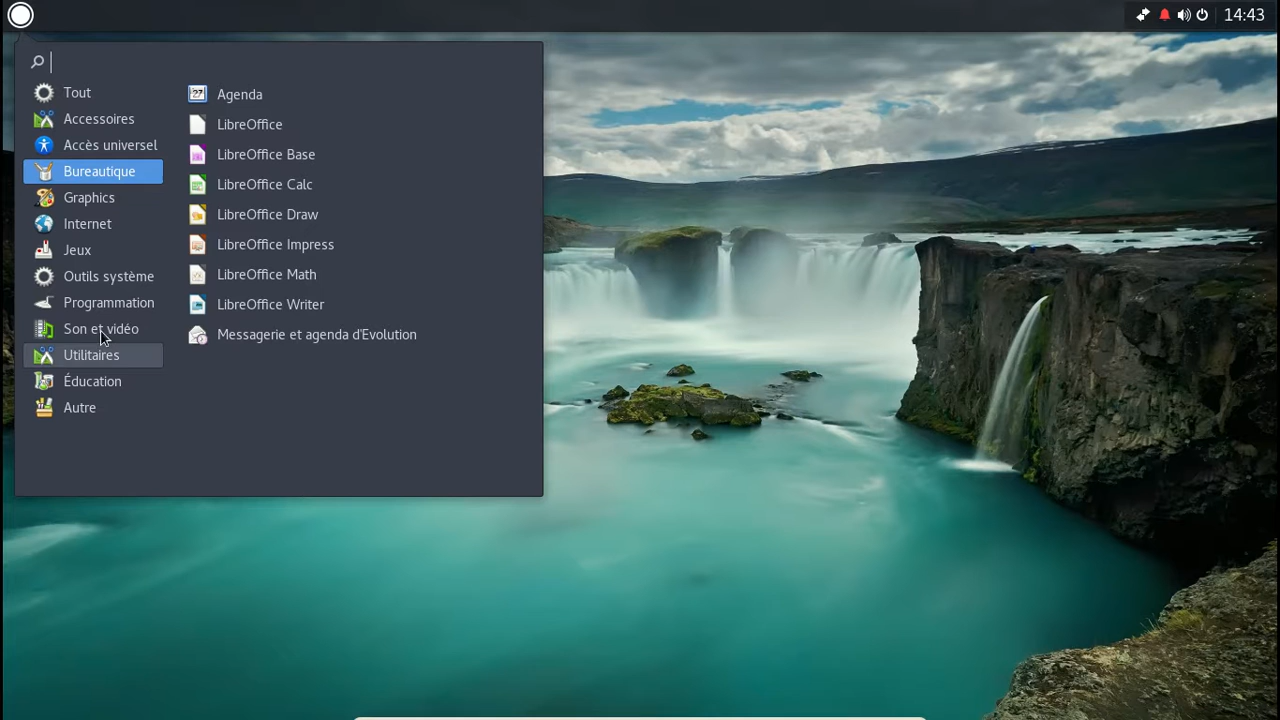 14:43
Tout
Accessoires
Accès universel
Bureautique
Graphics
Internet
Jeux
Outils système
Programmation
Son et vidéo
Utilitaires
Éducation
Autre
27 Agenda
LibreOffice
LibreOffice Base
LibreOffice Calc
LibreOffice Draw
LibreOffice Impress
LibreOffice Math
LibreOffice Writer
Messagerie et agenda d'Evolution